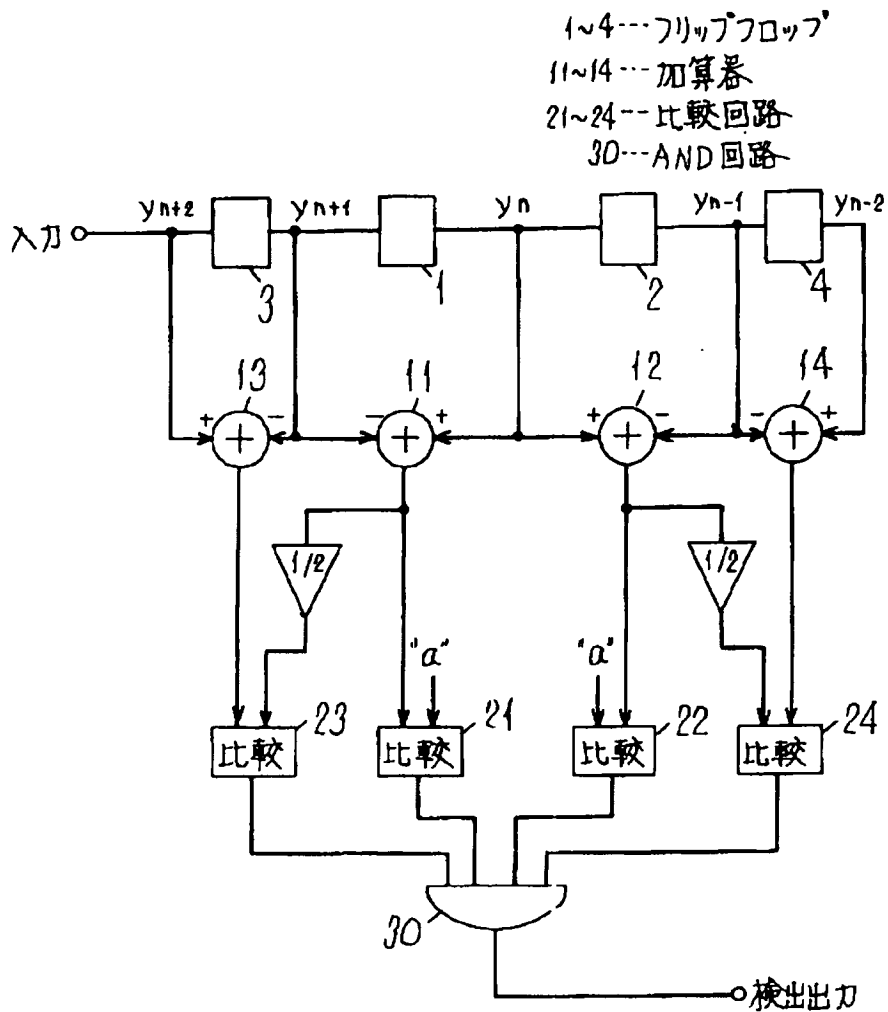 1~4…フリップフロップ
11~14…加算器
21~24…比較回路
30…AND回路
入力
yn+2
yn+1
yn
yn-1
yn-2
3
1
2
4
13
11
12
14
+
-
-
+
+
-
-
+
+
+
+
+
1/2
1/2
"a"
"a"
23
21
22
24
比較
比較
比較
比較
30
検出出力